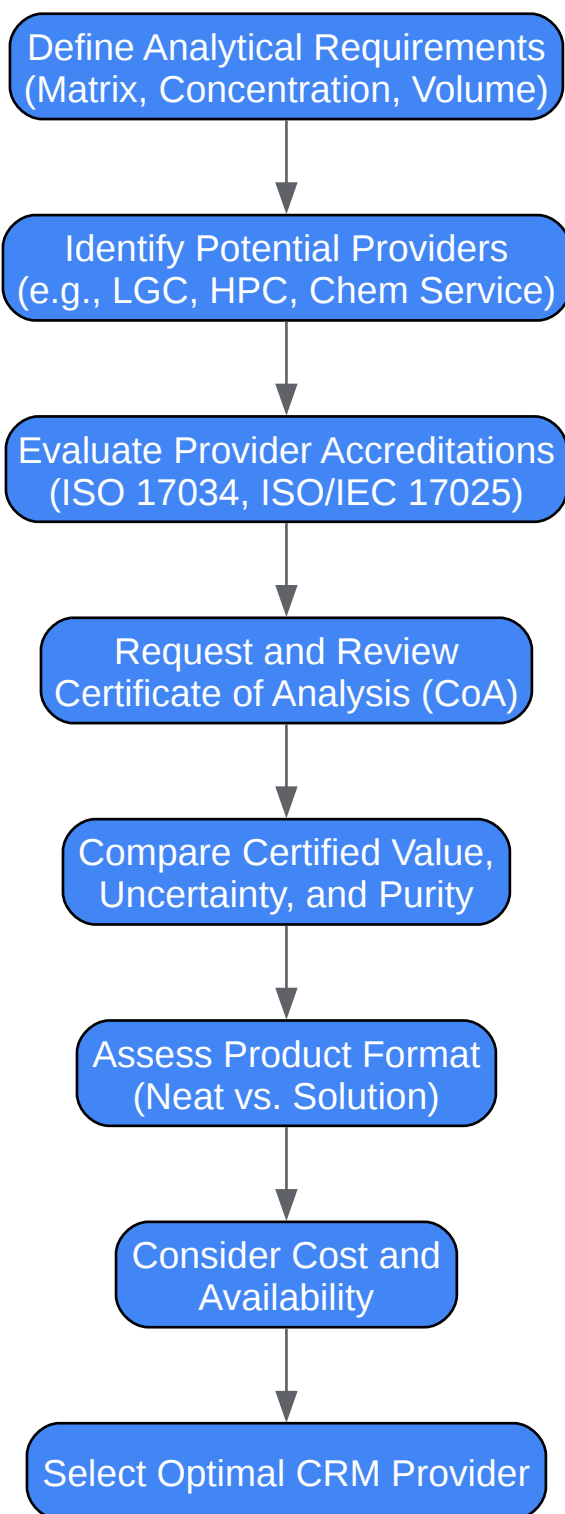 Define Analytical Requirements
(Matrix, Concentration, Volume)
Identify Potential Providers
(e.g., LGC, HPC, Chem Service)
Evaluate Provider Accreditations
(ISO 17034, ISO/IEC 17025)
Request and Review
Certificate of Analysis (CoA)
Compare Certified Value,
Uncertainty, and Purity
Assess Product Format
(Neat vs. Solution)
Consider Cost and
Availability
Select Optimal CRM Provider